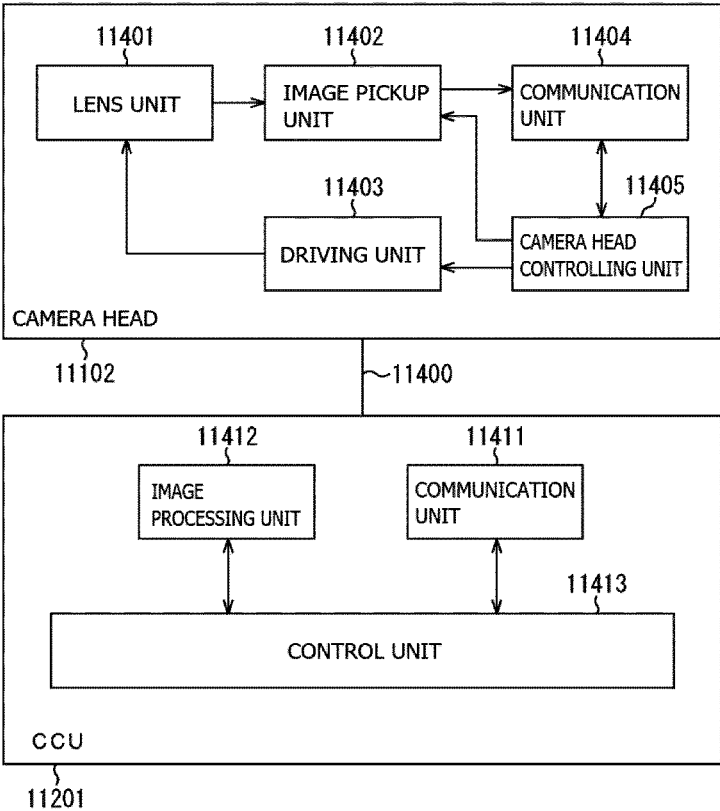 11401
11402
11404
LENS UNIT
IMAGE PICKUP
UNIT
COMMUNICATION
UNIT
11403
11405
DRIVING UNIT
CAMERA HEAD
CONTROLLING UNIT
CAMERA HEAD
11102
11400
11412
11411
IMAGE
PROCESSING UNIT
COMMUNICATION
UNIT
11413
CONTROL UNIT
CCU
11201